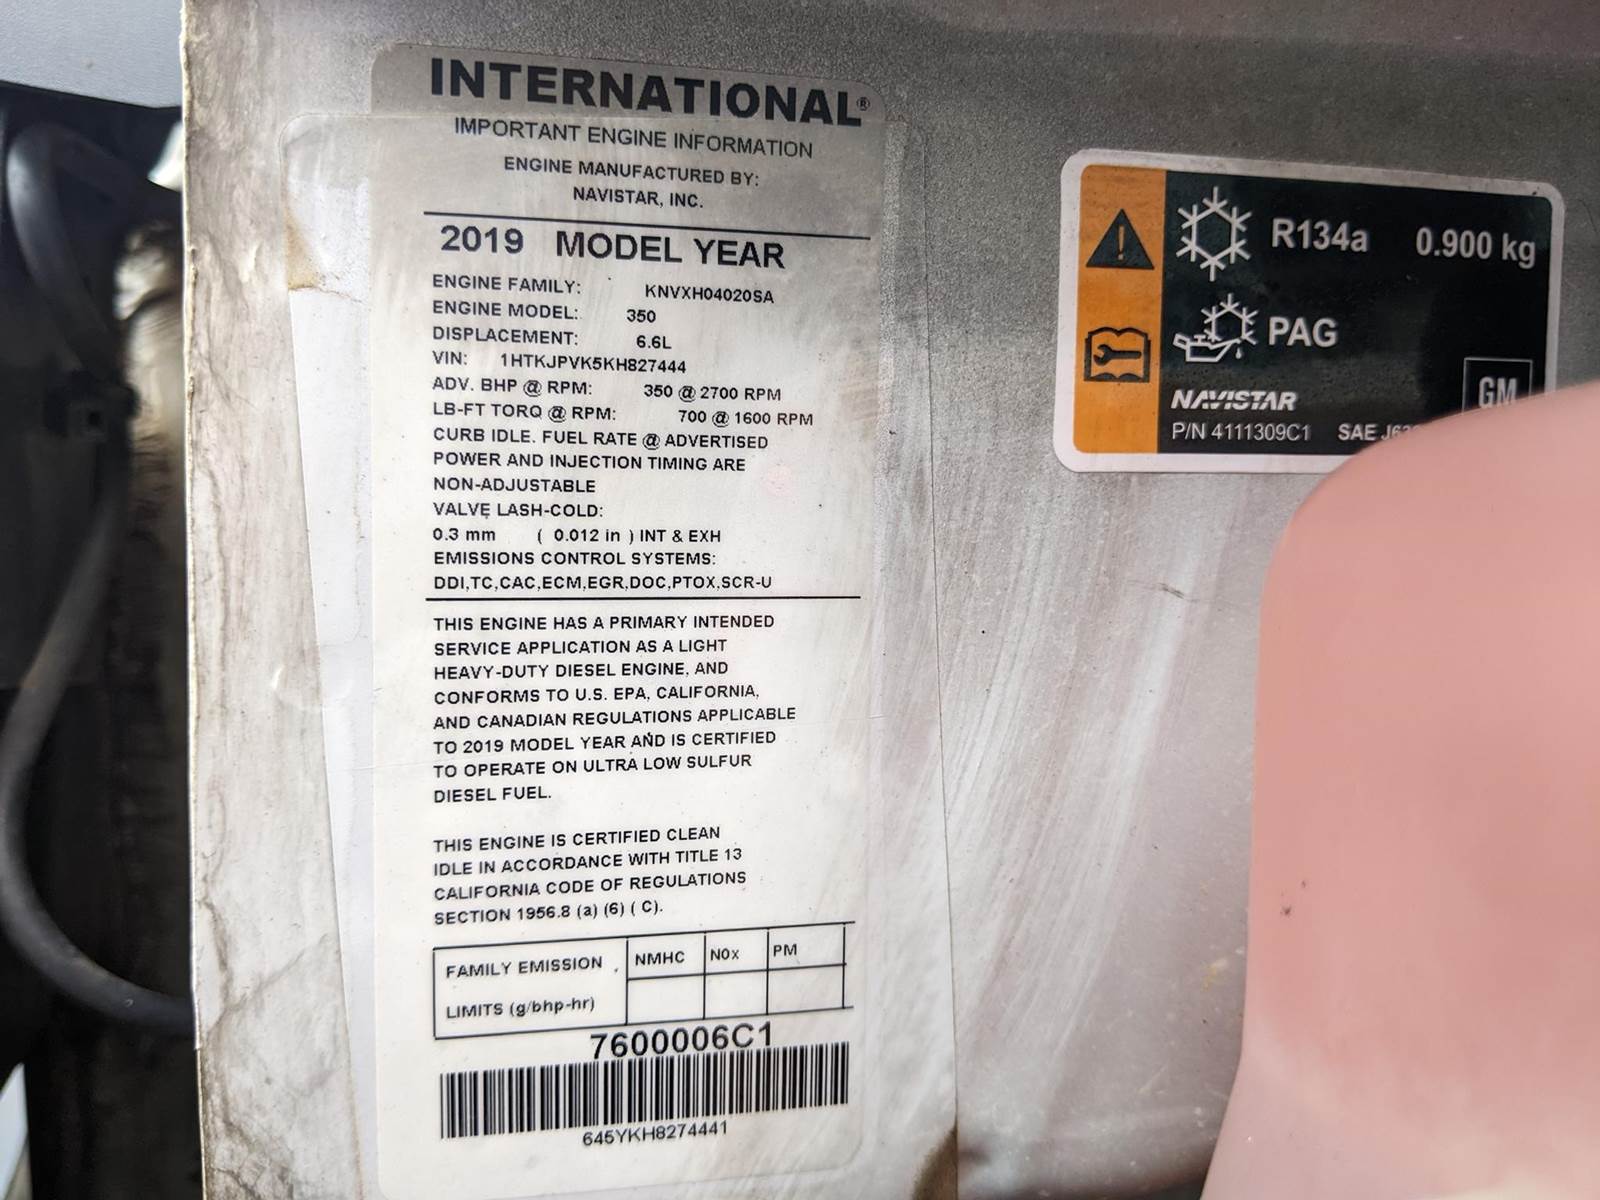 INTERNATIONAL®
IMPORTANT ENGINE INFORMATION
ENGINE MANUFACTURED BY:
NAVISTAR, INC.
2019 MODEL YEAR
ENGINE FAMILY: KNVXH04020SA
ENGINE MODEL: 350
DISPLACEMENT: 6.6L
VIN: 1HTKJPVK5KH827444
ADV. BHP @ RPM: 350 @ 2700 RPM
LB-FT TORQ @ RPM: 700 @ 1600 RPM
CURB IDLE. FUEL RATE @ ADVERTISED
POWER AND INJECTION TIMING ARE
NON-ADJUSTABLE
VALVE LASH-COLD:
0.3 mm ( 0.012 in ) INT & EXH
EMISSIONS CONTROL SYSTEMS:
DDI,TC,CAC,ECM,EGR,DOC,PTOX,SCR-U
THIS ENGINE HAS A PRIMARY INTENDED
SERVICE APPLICATION AS A LIGHT
HEAVY-DUTY DIESEL ENGINE, AND
CONFORMS TO U.S. EPA, CALIFORNIA,
AND CANADIAN REGULATIONS APPLICABLE
TO 2019 MODEL YEAR AND IS CERTIFIED
TO OPERATE ON ULTRA LOW SULFUR
DIESEL FUEL.
THIS ENGINE IS CERTIFIED CLEAN
IDLE IN ACCORDANCE WITH TITLE 13
CALIFORNIA CODE OF REGULATIONS
SECTION 1956.8 (a) (6) ( C).
FAMILY EMISSION NMHC N0x PM
LIMITS (g/bhp-hr)
7600006C1
645YKH8274441
R134a 0.900 kg
PAG
GM
NAVISTAR
P/N 4111309C1 SAE